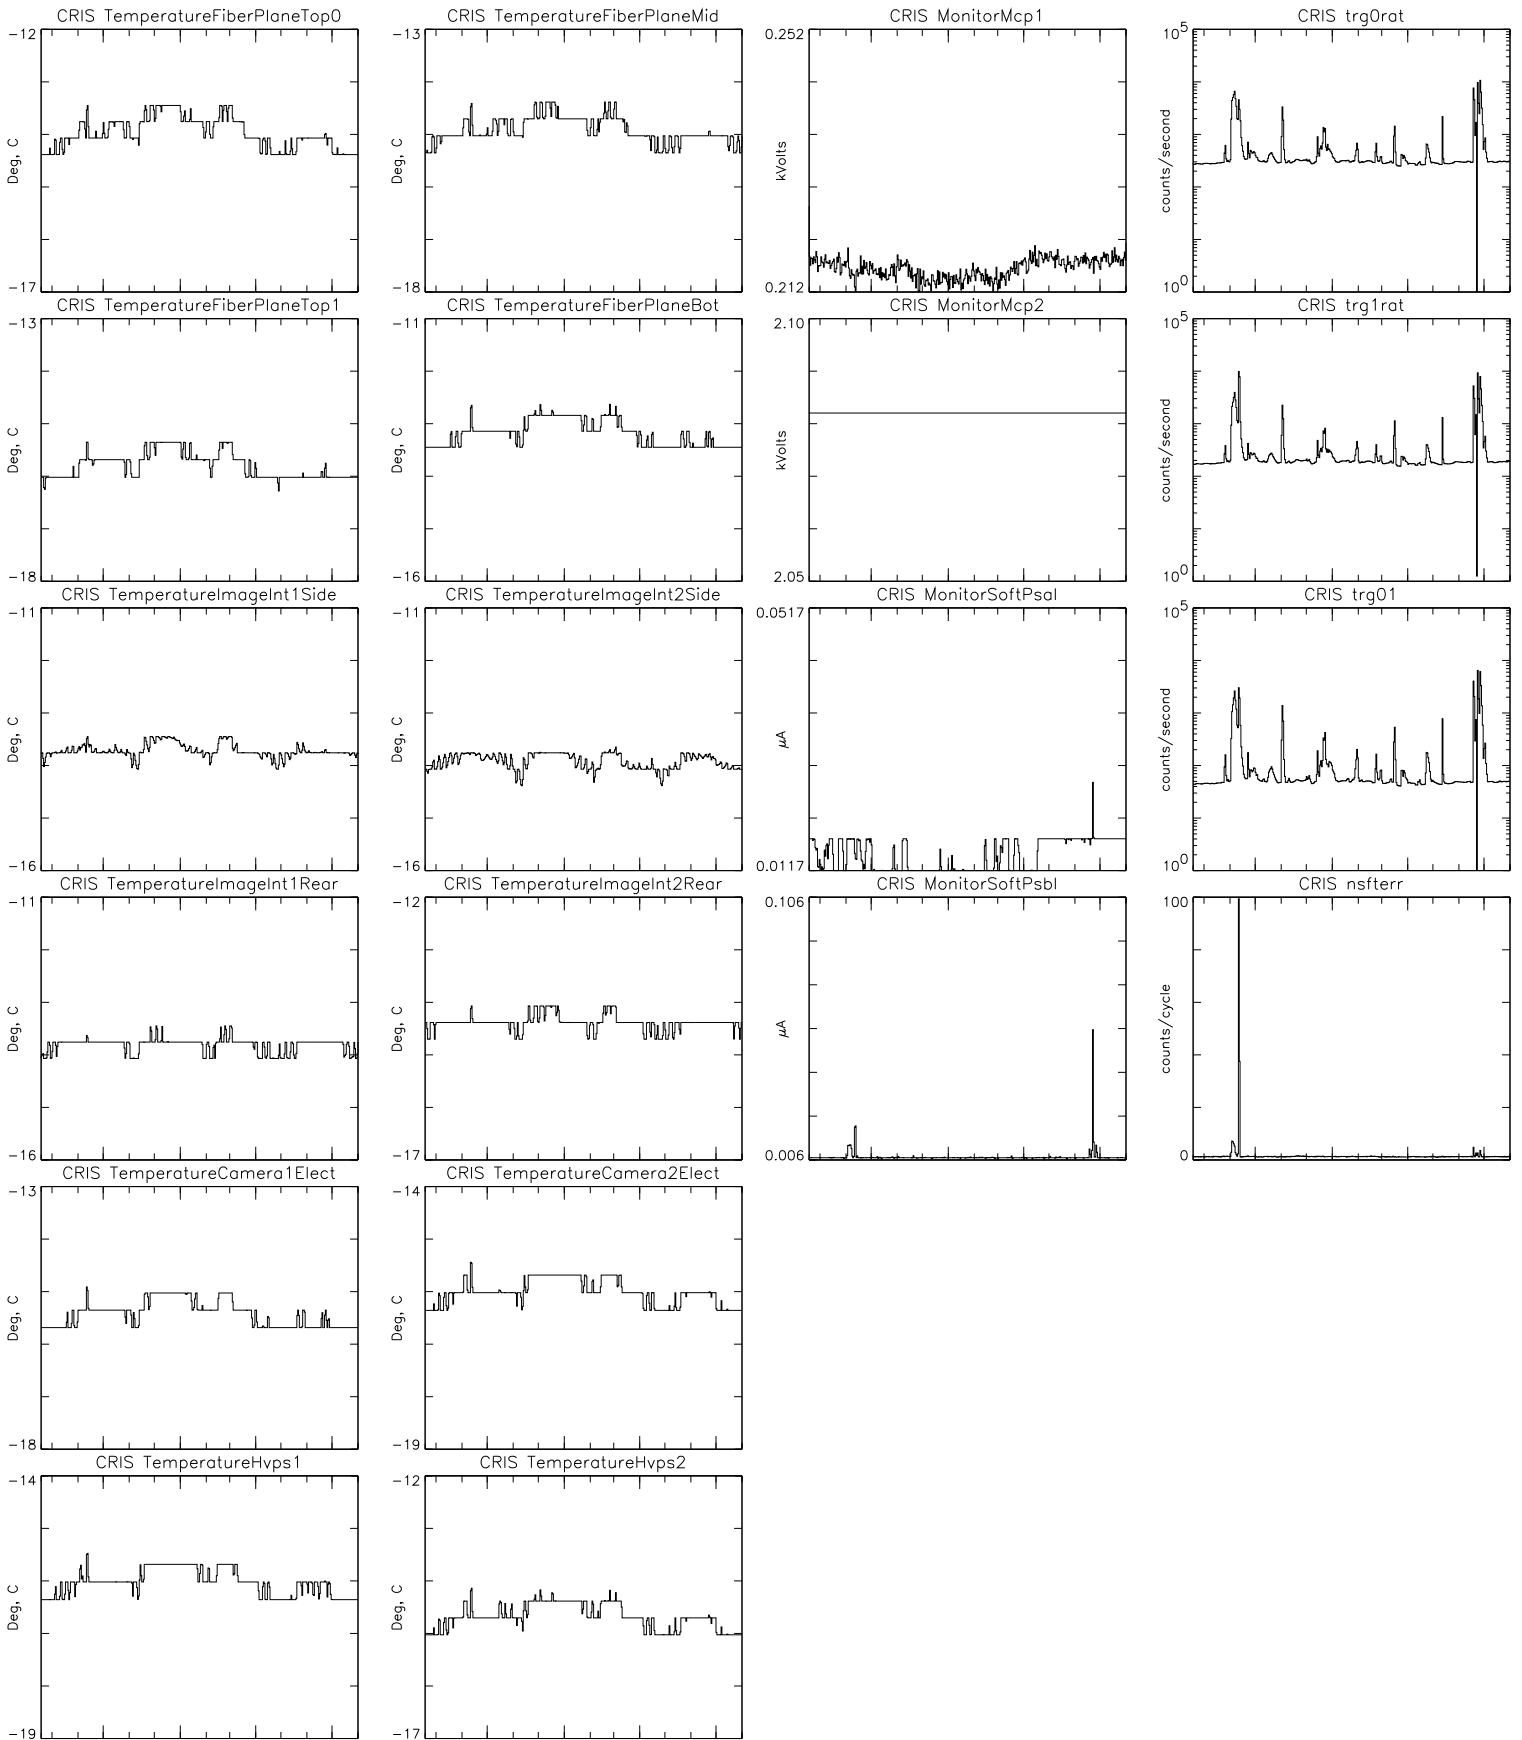 CRIS TemperatureFiberPlaneTop0
-12
Deg, C
-17
CRIS TemperatureFiberPlaneMid
-13
Deg, C
-18
CRIS MonitorMcp1
0.252
kVolts
0.212
CRIS trg0rat
10^5
counts/second
10^0
CRIS TemperatureFiberPlaneTop1
-13
Deg, C
-18
CRIS TemperatureFiberPlaneBot
-11
Deg, C
-16
CRIS MonitorMcp2
2.10
kVolts
2.05
CRIS trg1rat
10^5
counts/second
10^0
CRIS TemperatureImageInt1Side
-11
Deg, C
-16
CRIS TemperatureImageInt2Side
-11
Deg, C
-16
CRIS MonitorSoftPsaI
0.0517
μA
0.0117
CRIS trg01
10^5
counts/second
10^0
CRIS TemperatureImageInt1Rear
-11
Deg, C
-16
CRIS TemperatureImageInt2Rear
-12
Deg, C
-17
CRIS MonitorSoftPsbI
0.106
μA
0.006
CRIS nsfterr
100
counts/cycle
0
CRIS TemperatureCamera1Elect
-13
Deg, C
-18
CRIS TemperatureCamera2Elect
-14
Deg, C
-19
CRIS TemperatureHvps1
-14
Deg, C
-19
CRIS TemperatureHvps2
-12
Deg, C
-17